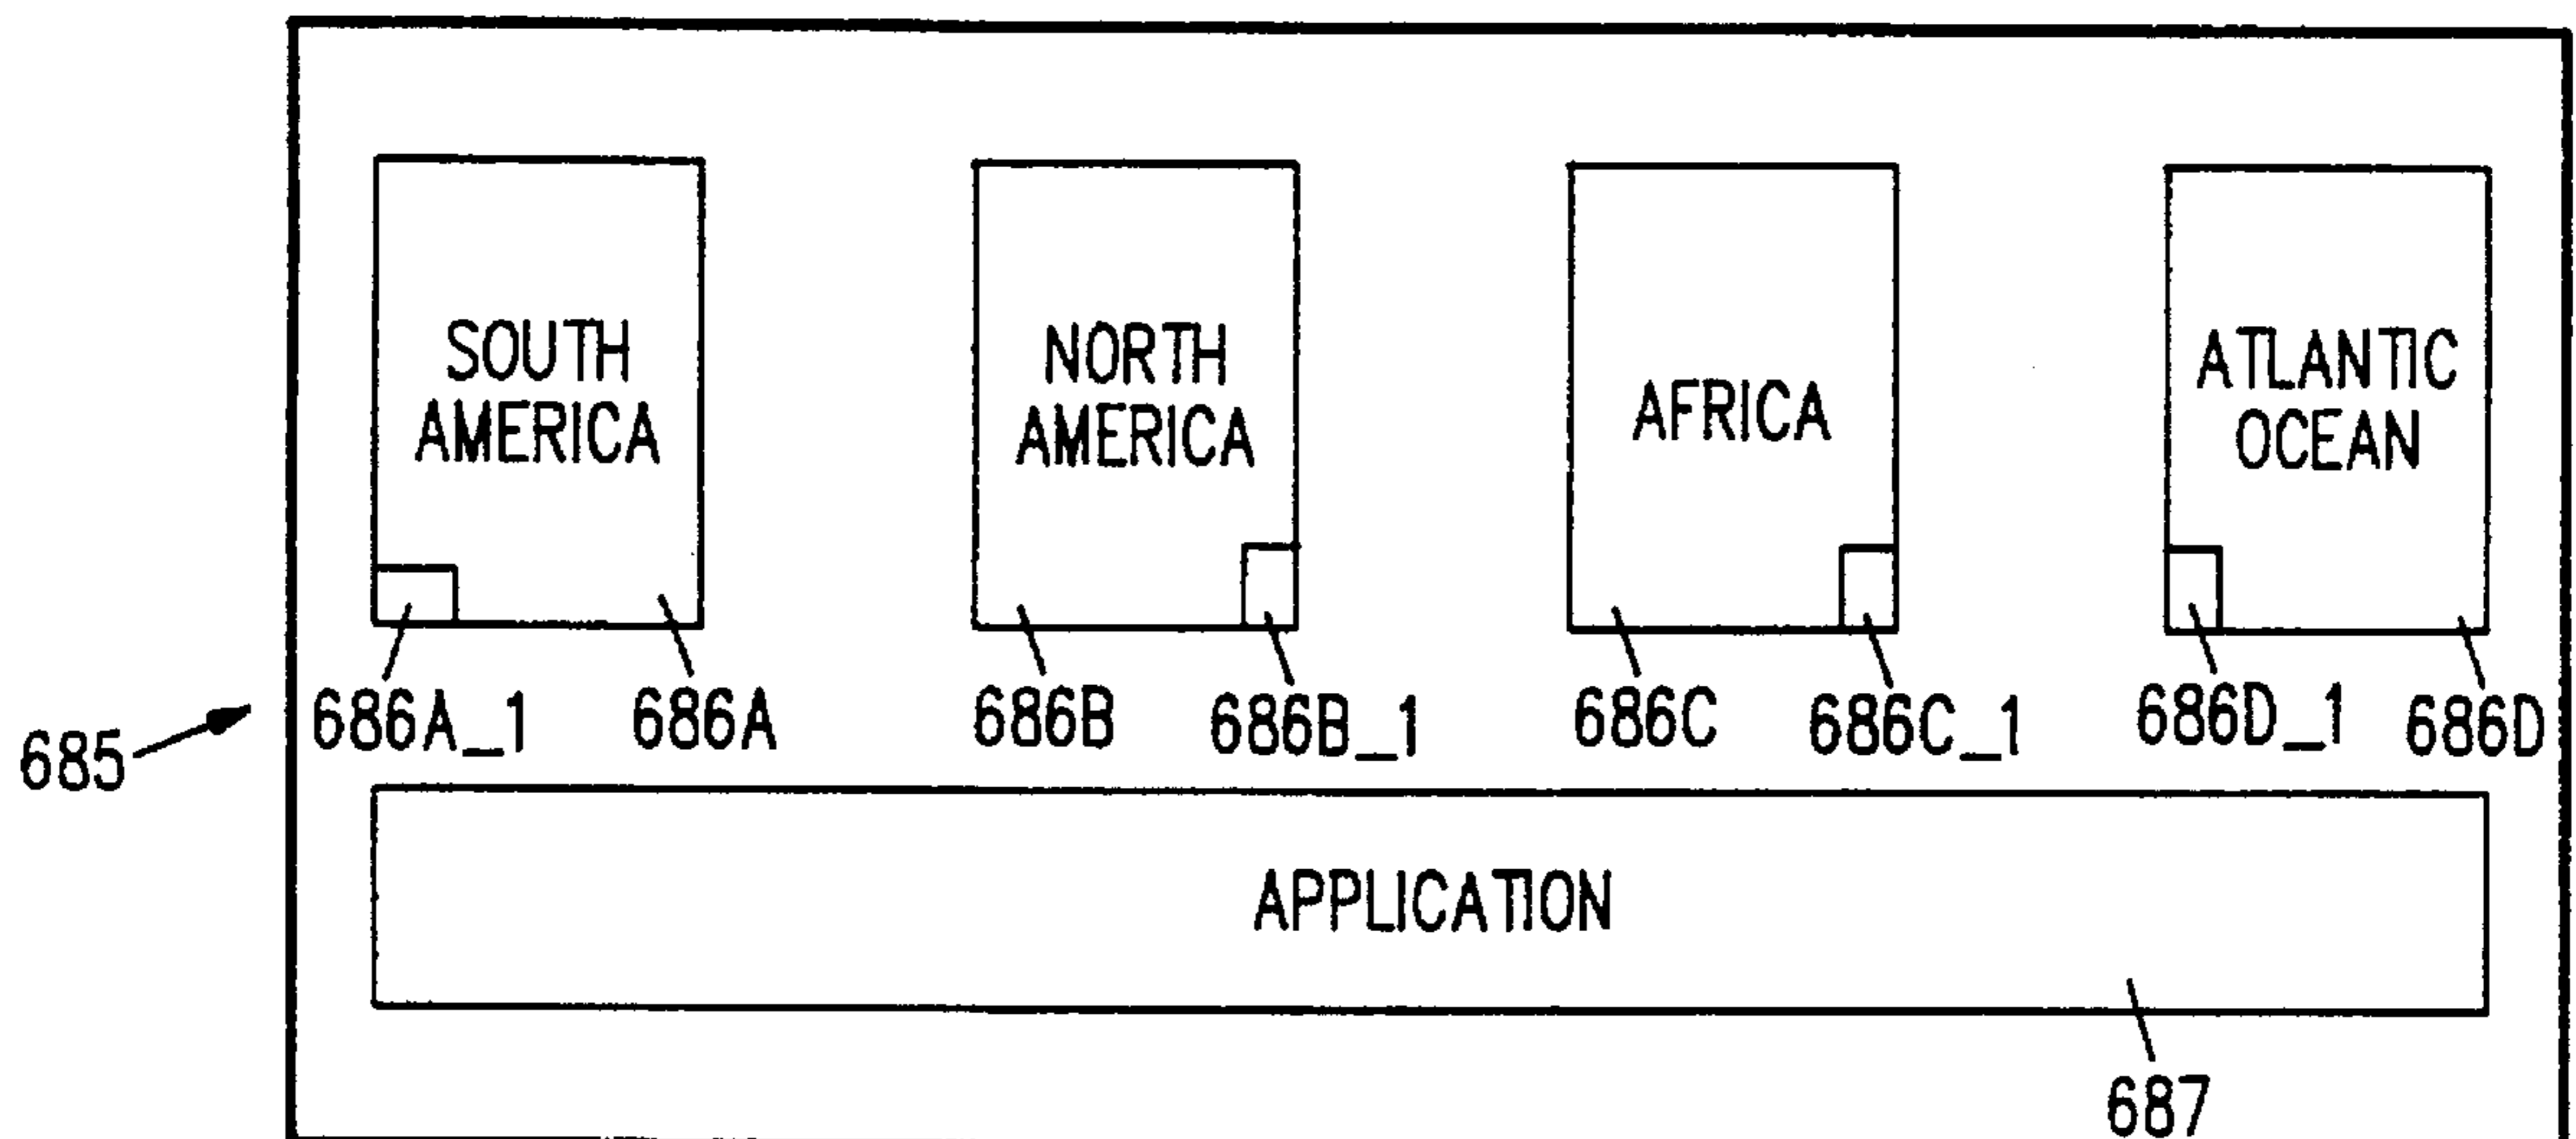 SOUTH
AMERICA
NORTH
AMERICA
AFRICA
ATLANTIC
OCEAN
686A_1
686A
686B
686B_1
686C
686C_1
686D_1
686D
685
APPLICATION
687